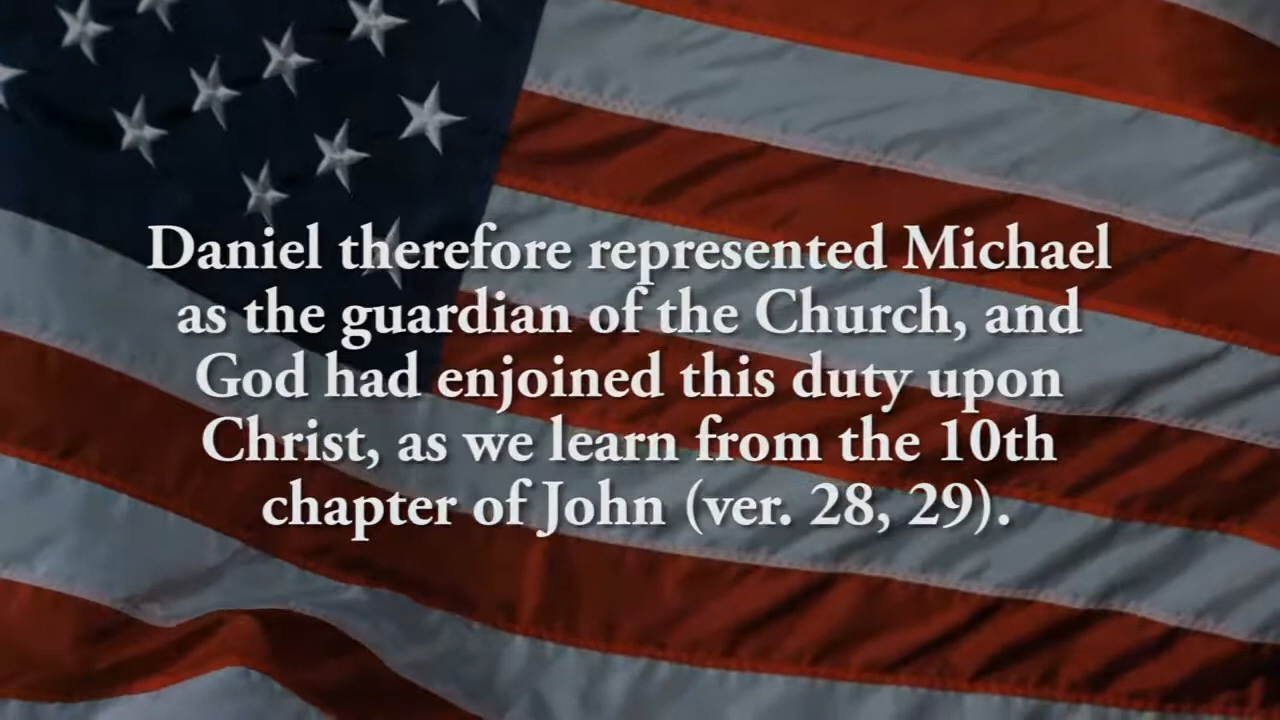 Daniel therefore represented Michael
as the guardian of the Church, and
God had enjoined this duty upon
Christ, as we learn from the 10th
chapter of John (ver. 28, 29).